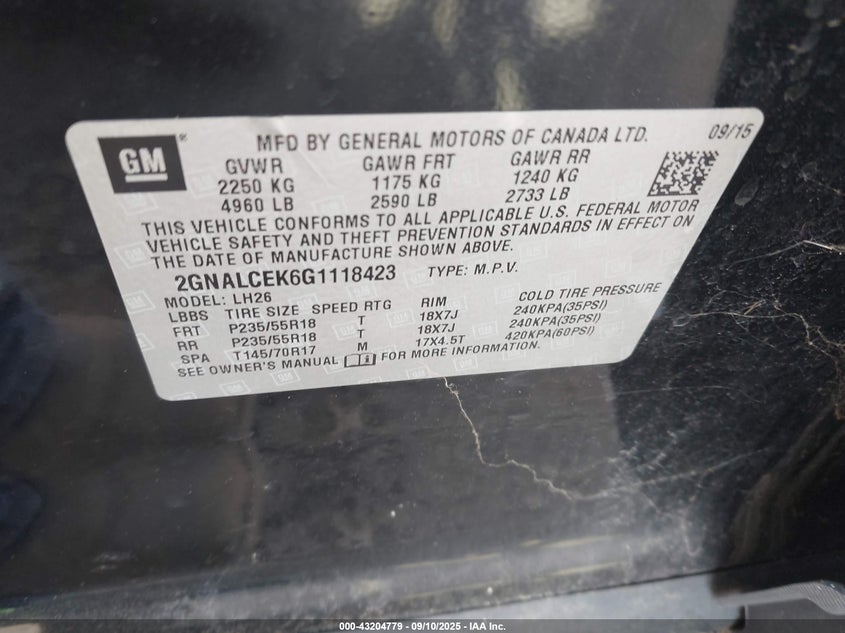 GM
MFD BY GENERAL MOTORS OF CANADA LTD. 09/15
GVWR GAWR FRT GAWR RR
2250 KG 1175 KG 1240 KG
4960 LB 2590 LB 2733 LB
THIS VEHICLE CONFORMS TO ALL APPLICABLE U.S. FEDERAL MOTOR
VEHICLE SAFETY AND THEFT PREVENTION STANDARDS IN EFFECT ON
THE DATE OF MANUFACTURE SHOWN ABOVE.
2GNALCEK6G1118423 TYPE: M.P.V.
MODEL: LH26
LBBS TIRE SIZE SPEED RTG RIM COLD TIRE PRESSURE
FRT P235/55R18 T 18X7J 240KPA(35PSI)
RR P235/55R18 T 18X7J 240KPA(35PSI)
SPA T145/70R17 M 17X4.5T 420KPA(60PSI)
SEE OWNER'S MANUAL FOR MORE INFORMATION.
000-43204779 - 09/10/2025 - IAA Inc.